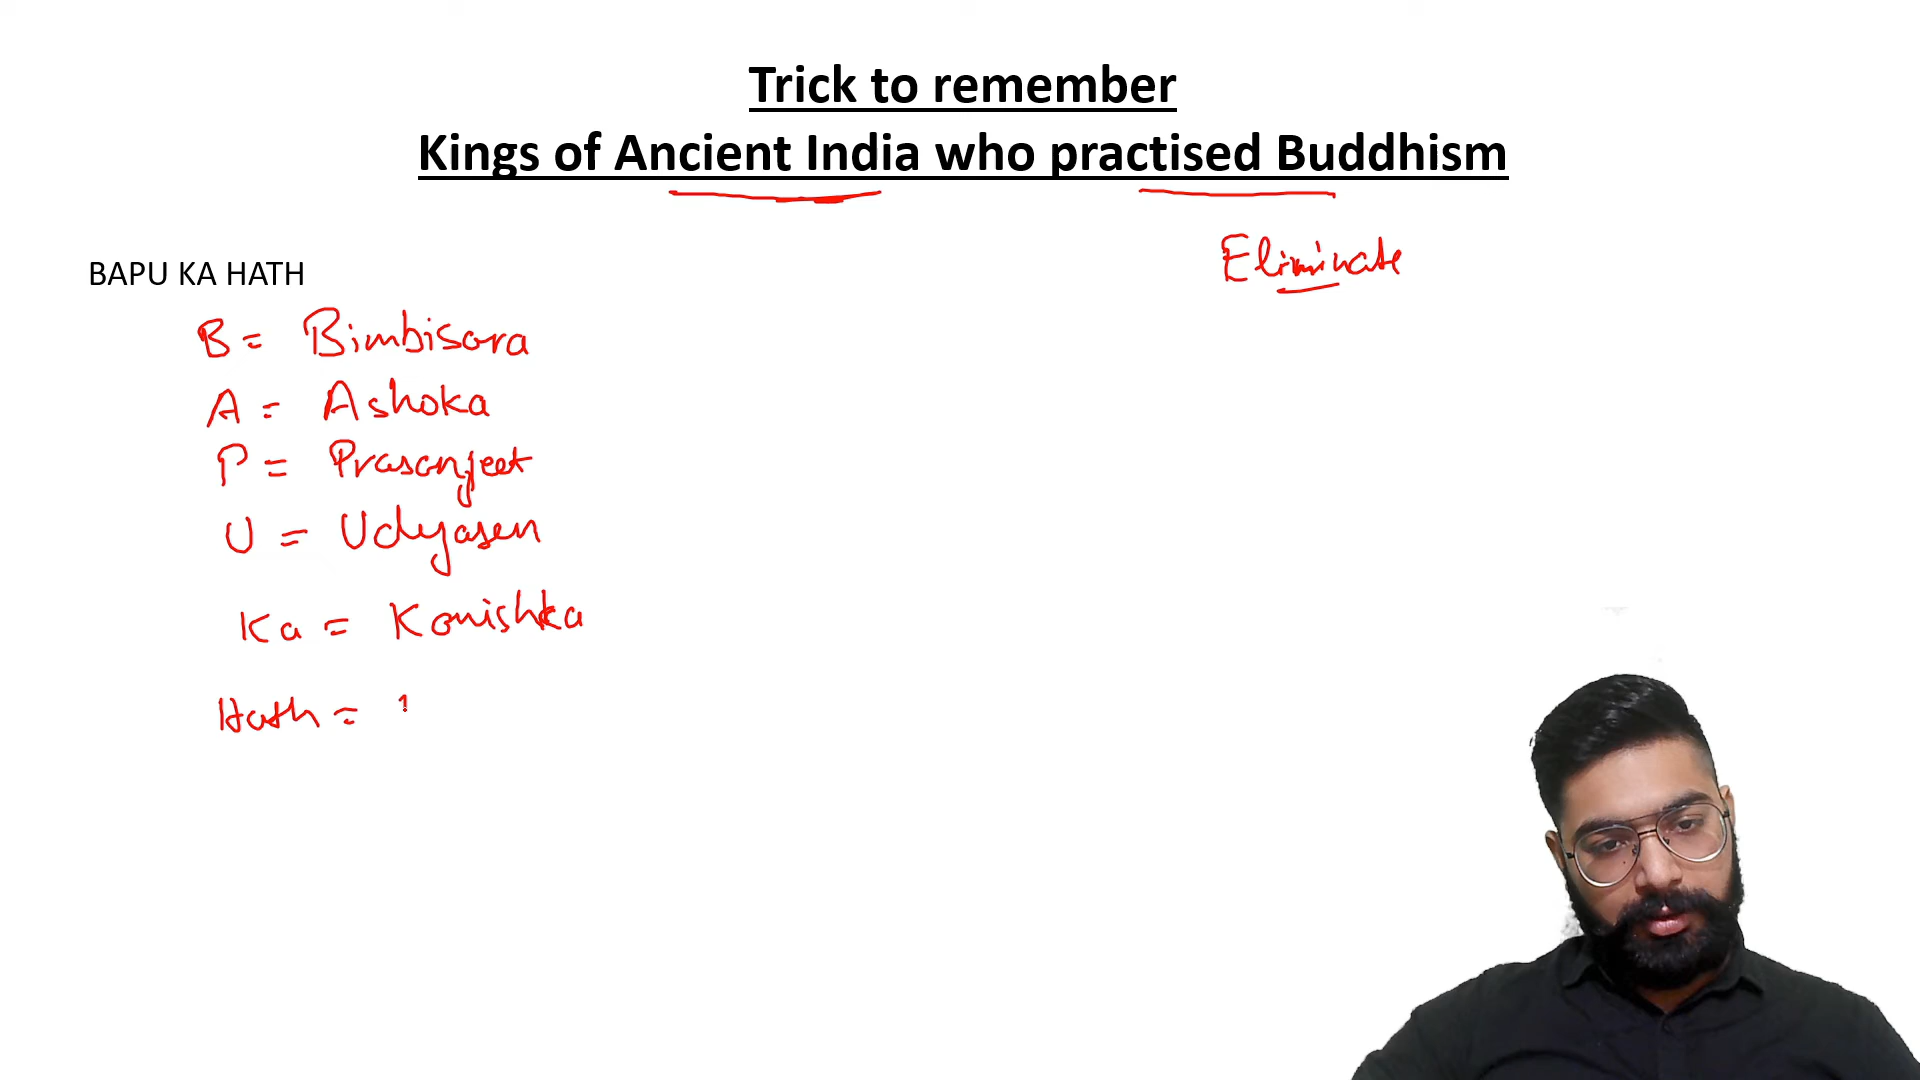 Trick to remember
Kings of Ancient India who practised Buddhism
Eliminate
BAPU KA HATH
B = Bimbisara
A = Ashoka
P = Prasanjeet
U = Udyasen
Ka = Kanishka
Hath =